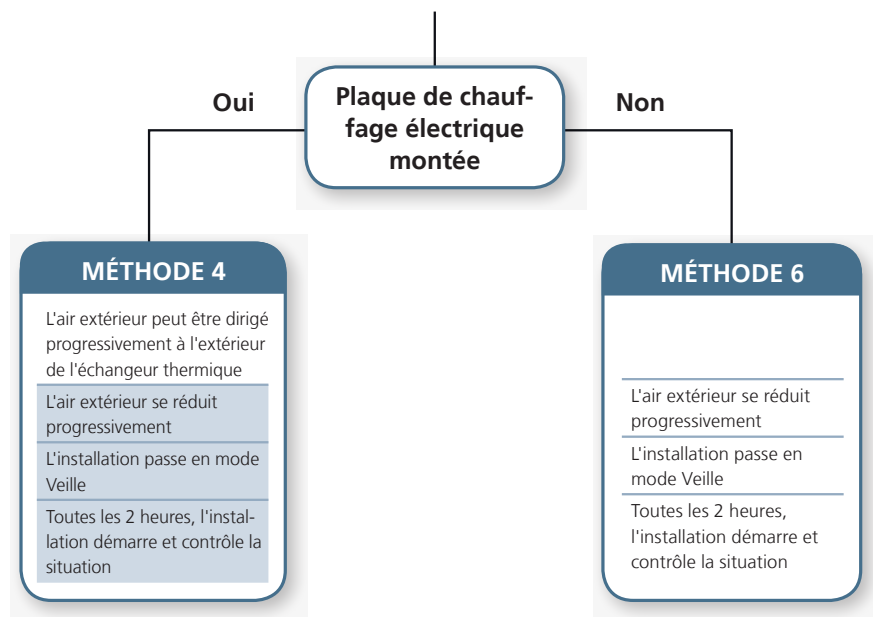 Oui
Plaque de chauf-
fage électrique
montée
Non
MÉTHODE 4
L'air extérieur peut être dirigé
progressivement à l'extérieur
de l'échangeur thermique
L'air extérieur se réduit
progressivement
L'installation passe en mode
Veille
Toutes les 2 heures, l'instal-
lation démarre et contrôle la
situation
MÉTHODE 6
L'air extérieur se réduit
progressivement
L'installation passe en
mode Veille
Toutes les 2 heures,
l'installation démarre et
contrôle la situation